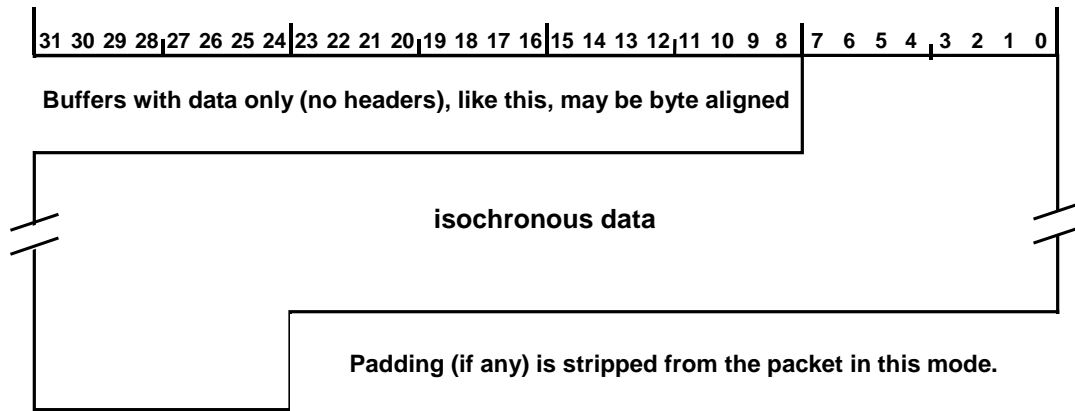 31 30 29 28 27 26 25 24 23 22 21 20 19 18 17 16 15 14 13 12 11 10 9 8 7 6 5 4 3 2 1 0
Buffers with data only (no headers), like this, may be byte aligned
isochronous data
Padding (if any) is stripped from the packet in this mode.